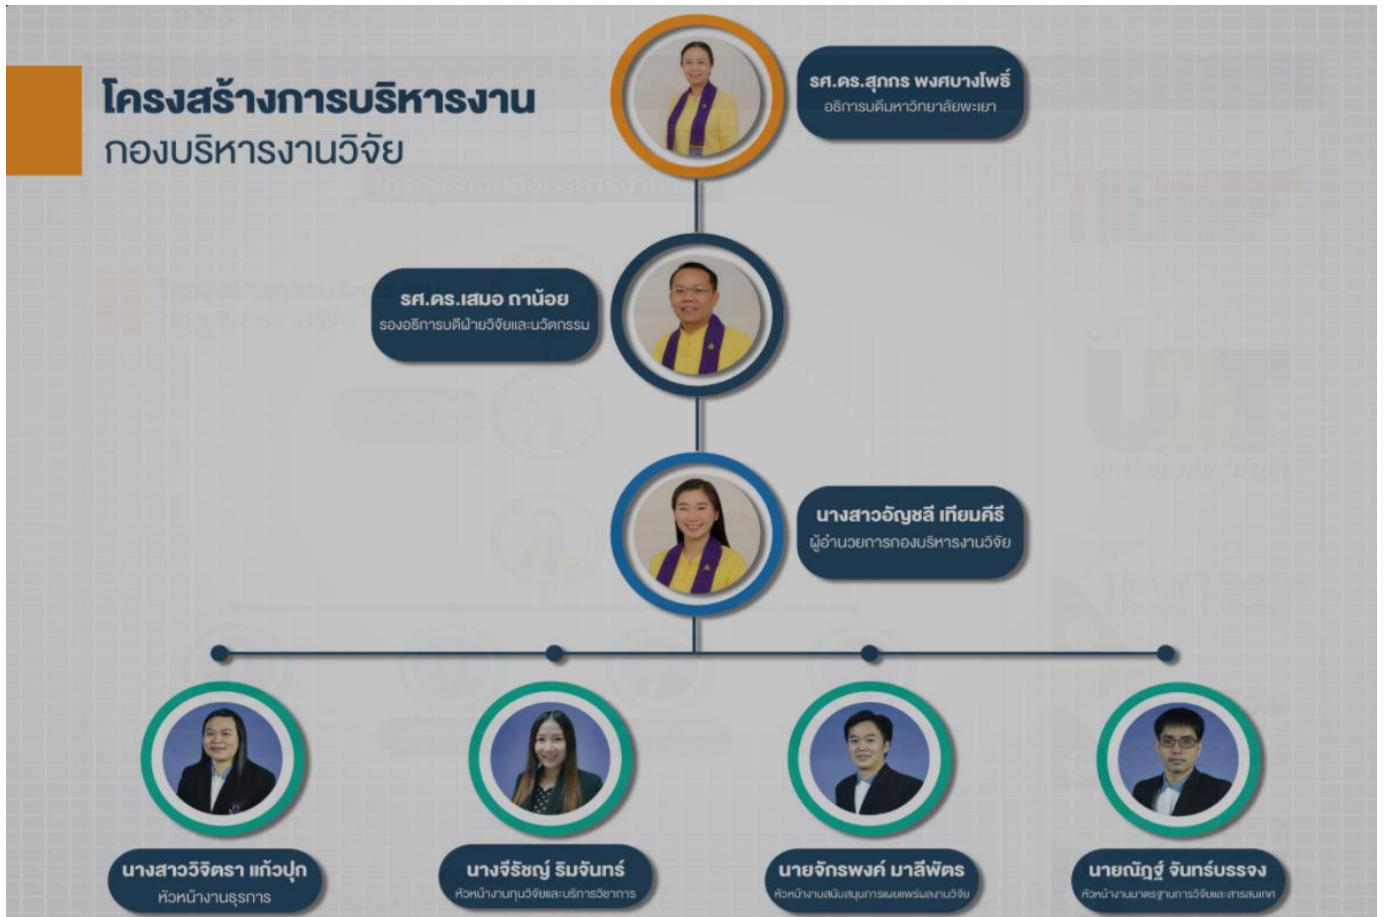 โครงสร้างการบริหารงาน
กองบริหารงานวิจัย
รศ.ดร.สุภกร พงศบางโพธิ์
อธิการบดีมหาวิทยาลัยพะเยา
รศ.ดร.เสมอ ถาน้อย
รองอธิการบดีฝ่ายวิจัยและนวัตกรรม
นางสาวอัญชลี เทียมคีรี
ผู้อำนวยการกองบริหารงานวิจัย
นางสาววิจิตรา แก้วปุก
หัวหน้างานธุรการ
นางจีรัชญ์ ริมจันทร์
หัวหน้างานทุนวิจัยและบริการวิชาการ
นายจักรพงค์ มาลีพัตร
หัวหน้างานสนับสนุนการเผยแพร่ผลงานวิจัย
นายณัฎฐ์ จันทร์บรรจง
หัวหน้างานมาตรฐานการวิจัยและสารสนเทศ